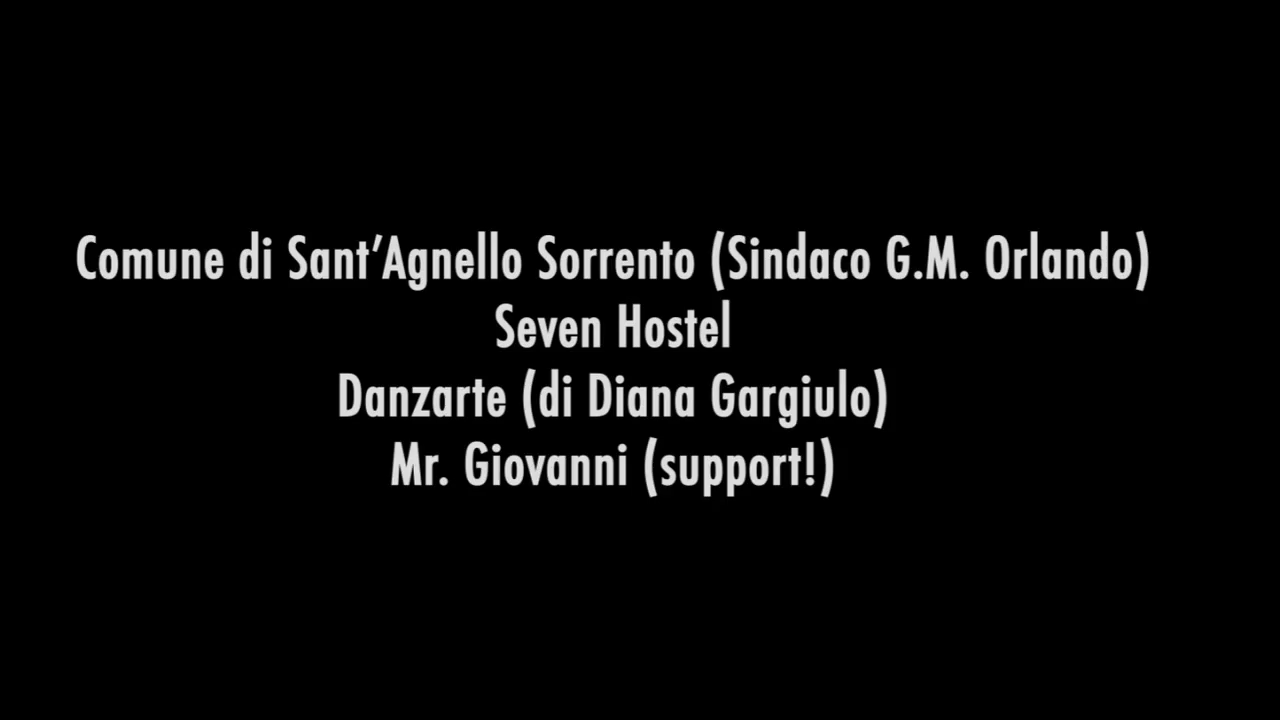 Comune di Sant’Agnello Sorrento (Sindaco G.M. Orlando)
Seven Hostel
Danzarte (di Diana Gargiulo)
Mr. Giovanni (support!)